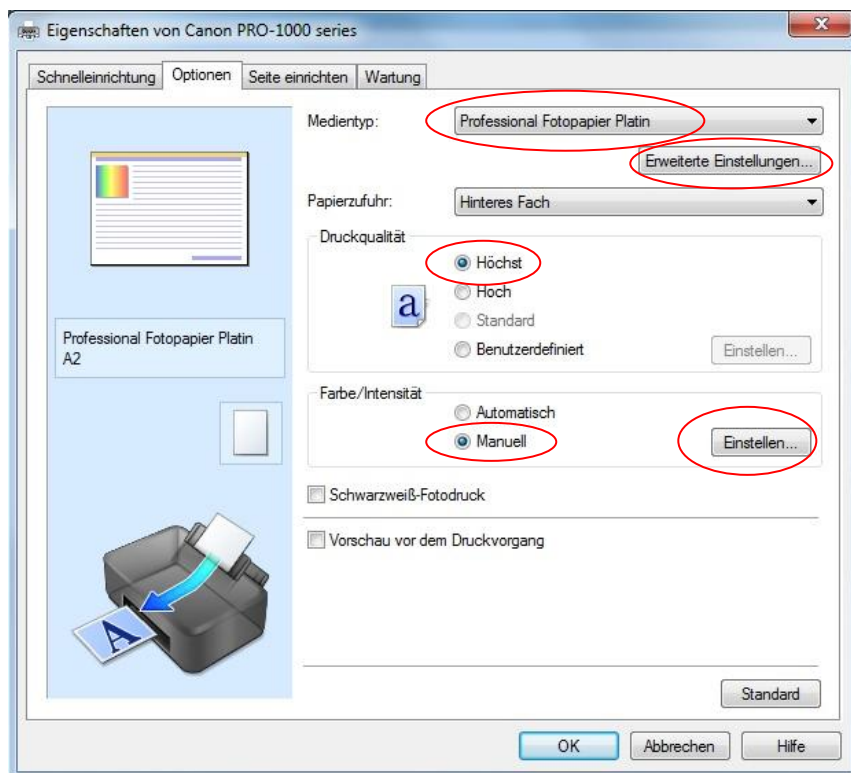 Eigenschaften von Canon PRO-1000 series
Schnelleinrichtung Optionen Seite einrichten Wartung
Medientyp: Professional Fotopapier Platin
Erweiterte Einstellungen...
Papierzufuhr: Hinteres Fach
Druckqualität
Höchst
a
Hoch
Standard
Professional Fotopapier Platin
A2
Benutzerdefiniert Einstellen...
Farbe/Intensität
Automatisch
Manuell Einstellen...
Schwarzweiß-Fotodruck
Vorschau vor dem Druckvorgang
A
Standard
OK Abbrechen Hilfe